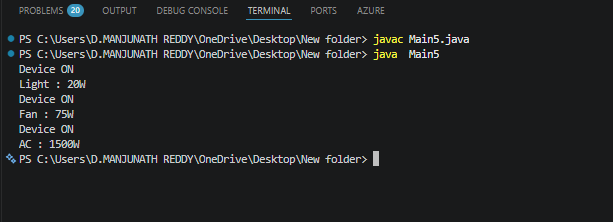 PROBLEMS 20 OUTPUT DEBUG CONSOLE TERMINAL PORTS AZURE
PS C:\Users\D.MANJUNATH REDDY\OneDrive\Desktop\New folder> javac Main5.java
PS C:\Users\D.MANJUNATH REDDY\OneDrive\Desktop\New folder> java  Main5
Device ON
Light : 20W
Device ON
Fan : 75W
Device ON
AC : 1500W
PS C:\Users\D.MANJUNATH REDDY\OneDrive\Desktop\New folder>